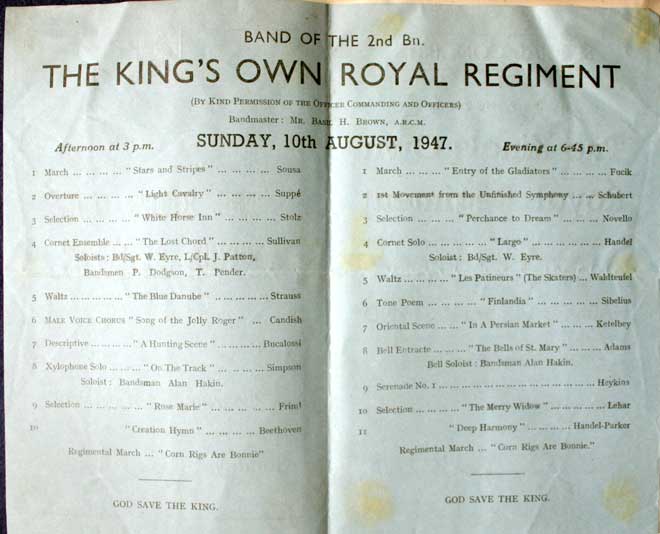 BAND OF THE 2nd Bn.
THE KING'S OWN ROYAL REGIMENT
(By Kind Permission of the Officer Commanding and Officers)
Bandmaster: Mr. Basil H. Brown, A.R.C.M.
SUNDAY, 10th AUGUST, 1947.
Afternoon at 3 p.m.
1 March ... ... ... ... "Stars and Stripes" ... ... ... ... Sousa
2 Overture ... ... ... "Light Cavalry" ... ... ... ... Suppé
3 Selection ... ... ... "White Horse Inn" ... ... ... ... Stolz
4 Cornet Ensemble ... ... "The Lost Chord" ... ... ... ... Sullivan
Soloists: Bd/Sgt. W. Eyre, L/Cpl. J. Patton,
Bandsmen P. Dodgson, T. Pender.
5 Waltz ... ... ... ... "The Blue Danube" ... ... ... ... Strauss
6 MALE VOICE CHORUS "Song of the Jolly Roger" ... Candish
7 Descriptive ... ... ... "A Hunting Scene" ... ... ... Bucalossi
8 Xylophone Solo ... ... ... "On The Track" ... ... ... ... Simpson
Soloist: Bandsman Alan Hakin.
9 Selection ... ... ... ... "Rose Marie" ... ... ... ... Friml
10 "Creation Hymn" ... ... ... ... Beethoven
Regimental March ... "Corn Rigs Are Bonnie"
GOD SAVE THE KING.
Evening at 6-45 p.m.
1 March ... ... ... "Entry of the Gladiators" ... ... ... Fucik
2 1st Movement from the Unfinished Symphony ... ... Schubert
3 Selection ... ... ... "Perchance to Dream" ... ... ... Novello
4 Cornet Solo ... ... ... ... "Largo" ... ... ... ... Handel
Soloist: Bd/Sgt. W. Eyre.
5 Waltz ... ... ... "Les Patineurs" (The Skaters) ... Waldteufel
6 Tone Poem ... ... ... "Finlandia" ... ... ... ... Sibelius
7 Oriental Scene ... ... "In A Persian Market" ... ... ... Ketelbey
8 Bell Entracte ... ... "The Bells of St. Mary" ... ... ... Adams
Bell Soloist: Bandsman Alan Hakin.
9 Serenade No. 1 ... ... ... ... ... ... ... ... ... Heykins
10 Selection ... ... ... "The Merry Widow" ... ... ... ... Lehar
11 "Deep Harmony" ... ... ... ... Handel-Parker
Regimental March ... "Corn Rigs are Bonnie."
GOD SAVE THE KING.